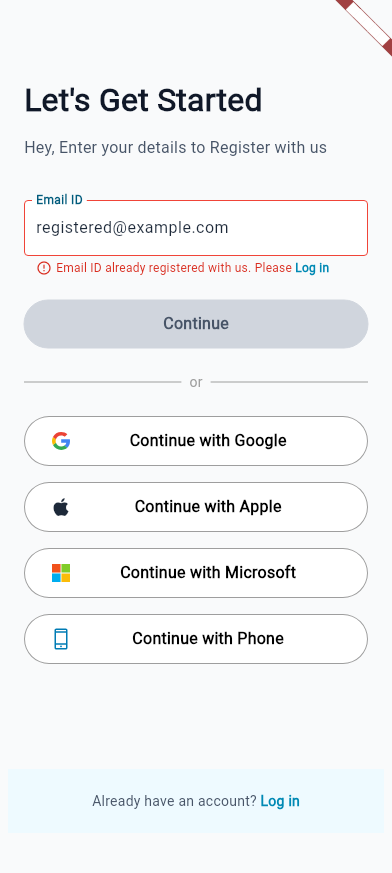 Let's Get Started
Hey, Enter your details to Register with us
Email ID
registered@example.com
Email ID already registered with us. Please Log in
Continue
or
Continue with Google
Continue with Apple
Continue with Microsoft
Continue with Phone
Already have an account? Log in